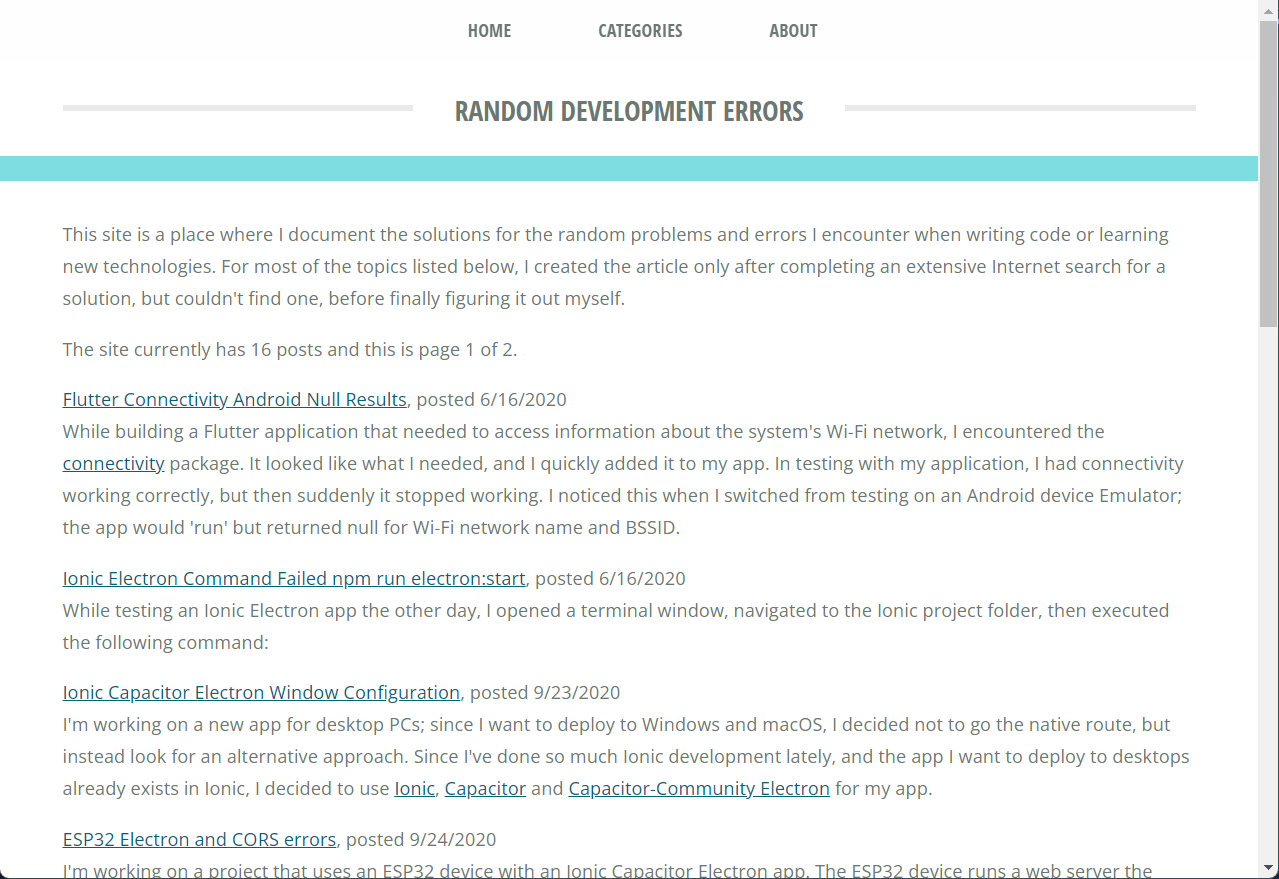 HOME CATEGORIES ABOUT
RANDOM DEVELOPMENT ERRORS
This site is a place where I document the solutions for the random problems and errors I encounter when writing code or learning
new technologies. For most of the topics listed below, I created the article only after completing an extensive Internet search for a
solution, but couldn't find one, before finally figuring it out myself.
The site currently has 16 posts and this is page 1 of 2.
Flutter Connectivity Android Null Results, posted 6/16/2020
While building a Flutter application that needed to access information about the system's Wi-Fi network, I encountered the
connectivity package. It looked like what I needed, and I quickly added it to my app. In testing with my application, I had connectivity
working correctly, but then suddenly it stopped working. I noticed this when I switched from testing on an Android device Emulator;
the app would 'run' but returned null for Wi-Fi network name and BSSID.
Ionic Electron Command Failed npm run electron:start, posted 6/16/2020
While testing an Ionic Electron app the other day, I opened a terminal window, navigated to the Ionic project folder, then executed
the following command:
Ionic Capacitor Electron Window Configuration, posted 9/23/2020
I'm working on a new app for desktop PCs; since I want to deploy to Windows and macOS, I decided not to go the native route, but
instead look for an alternative approach. Since I've done so much Ionic development lately, and the app I want to deploy to desktops
already exists in Ionic, I decided to use Ionic, Capacitor and Capacitor-Community Electron for my app.
ESP32 Electron and CORS errors, posted 9/24/2020
I'm working on a project that uses an ESP32 device with an Ionic Capacitor Electron app. The ESP32 device runs a web server the